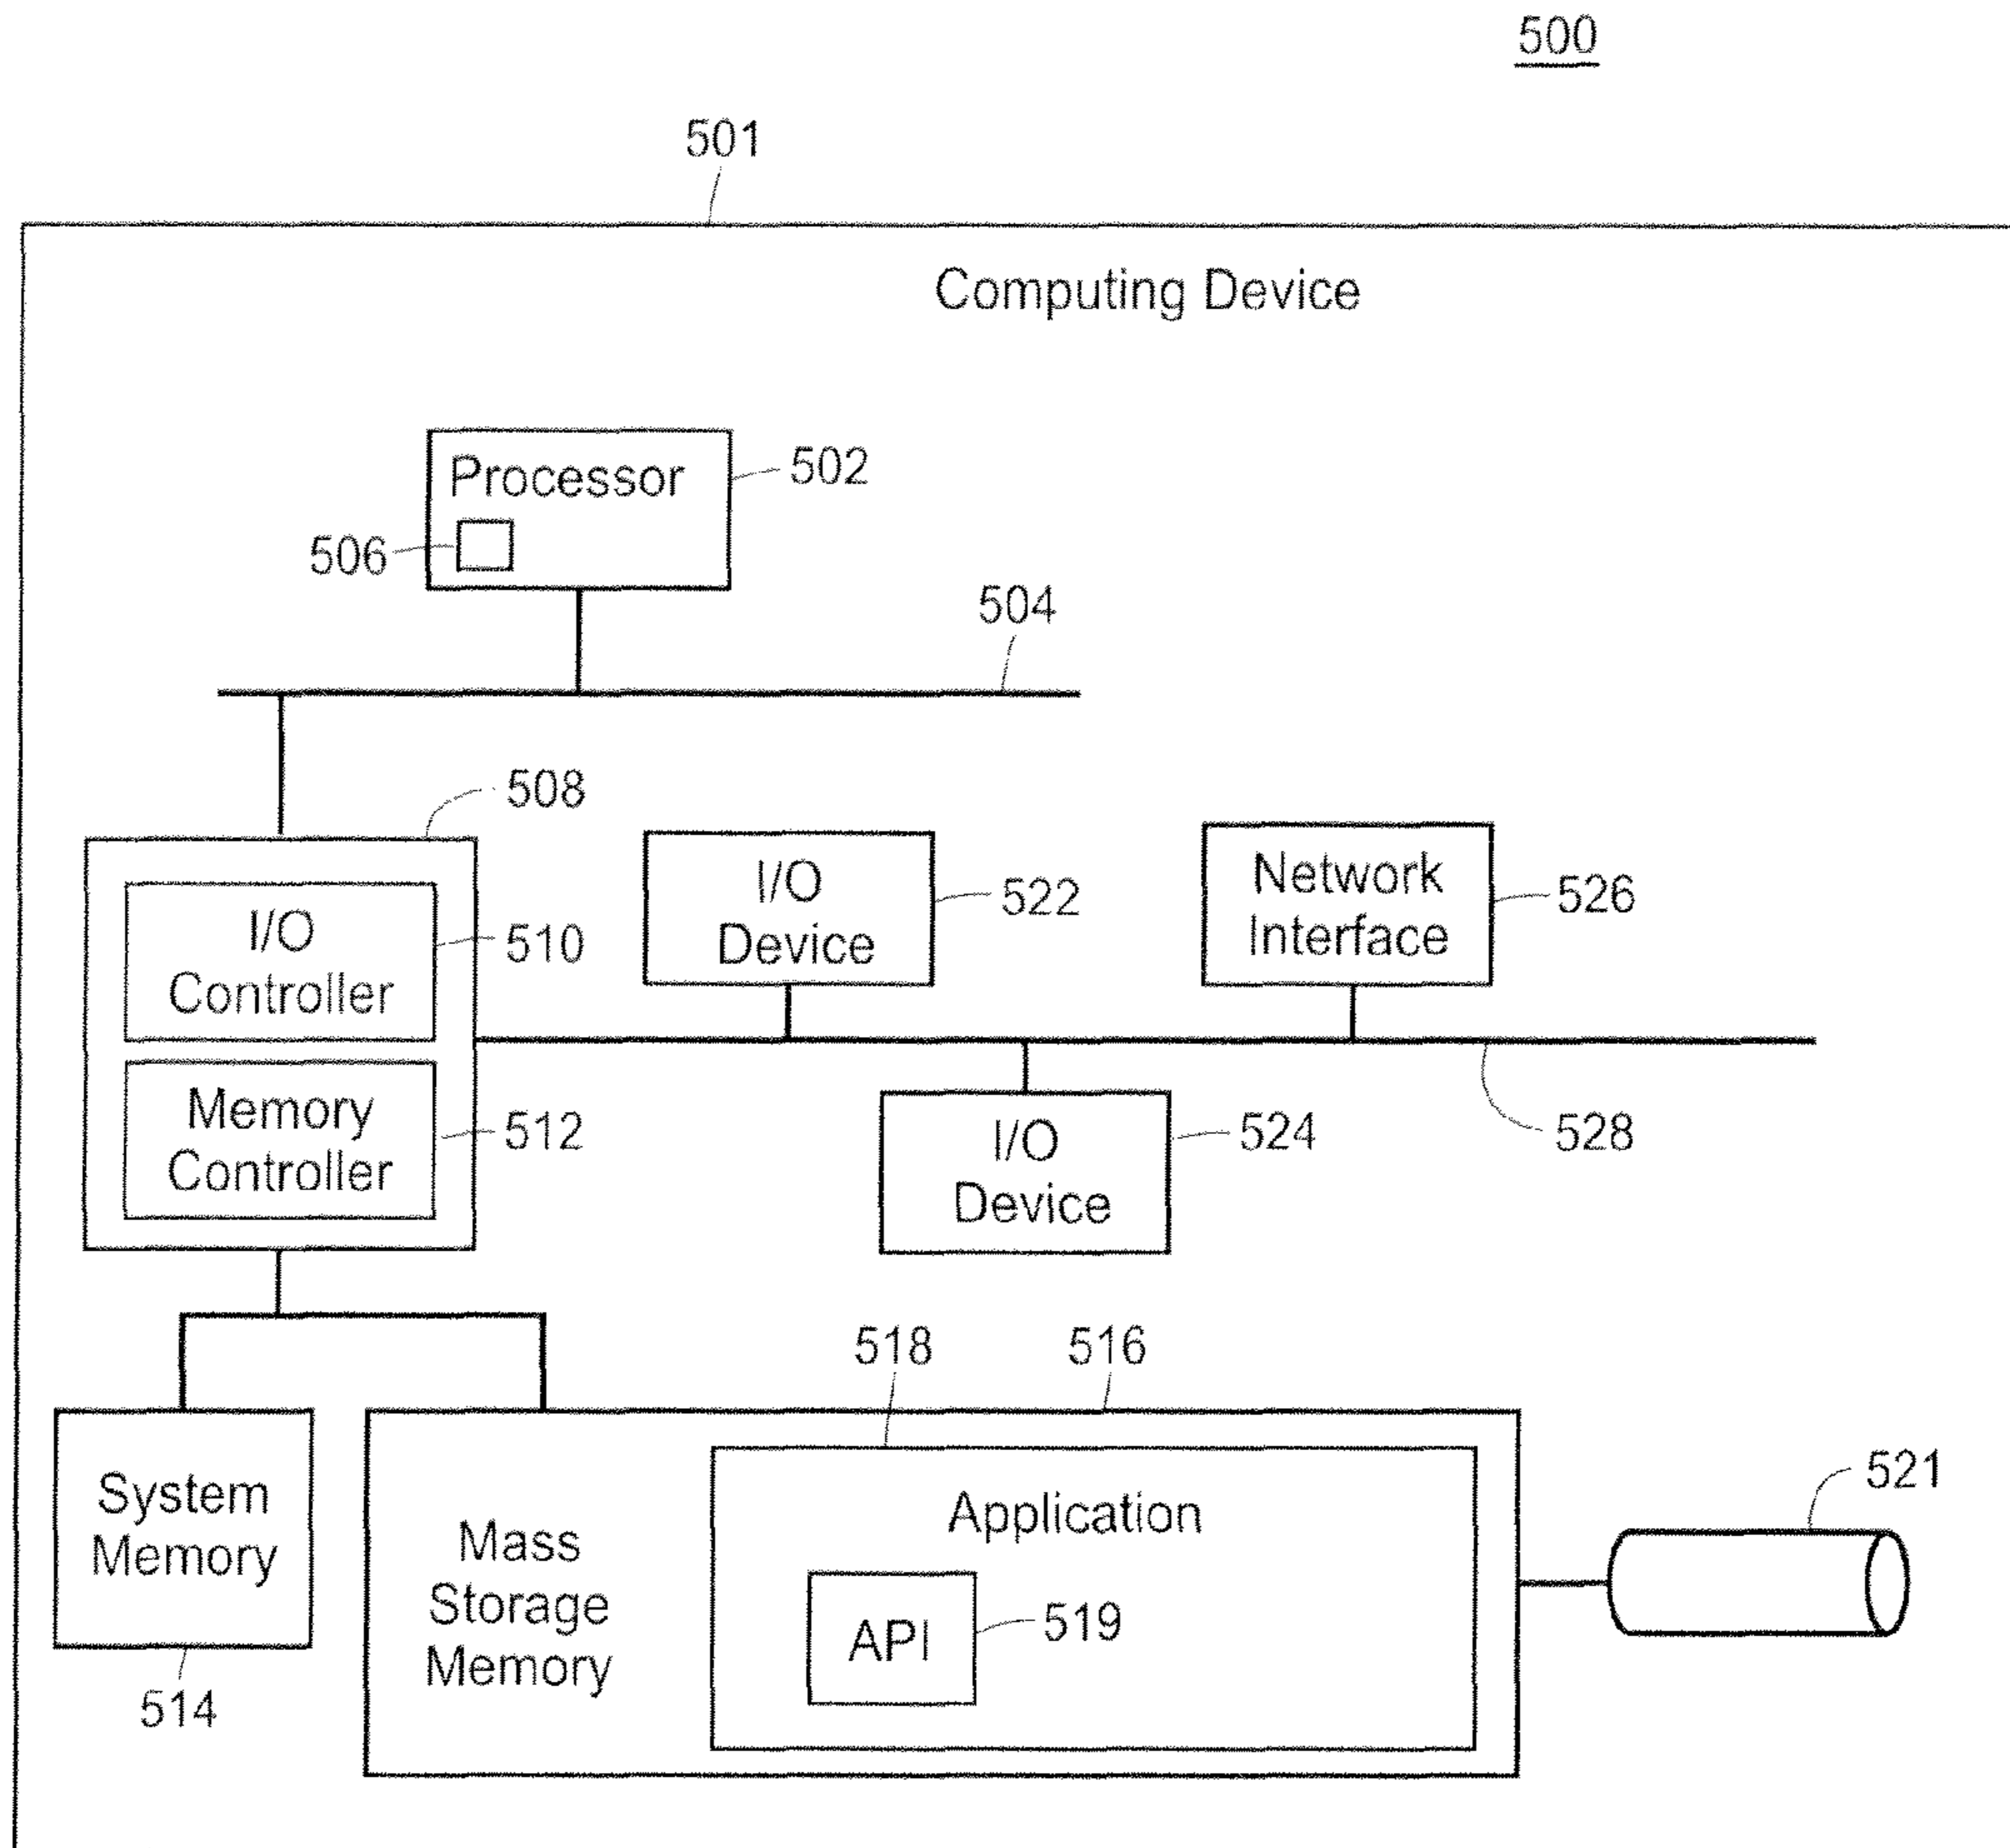 500
501
Computing Device
Processor
502
506
504
508
I/O
Controller
510
Memory
Controller
512
I/O
Device
522
Network
Interface
526
I/O
Device
524
528
518
516
System
Memory
514
Mass
Storage
Memory
Application
API
519
521